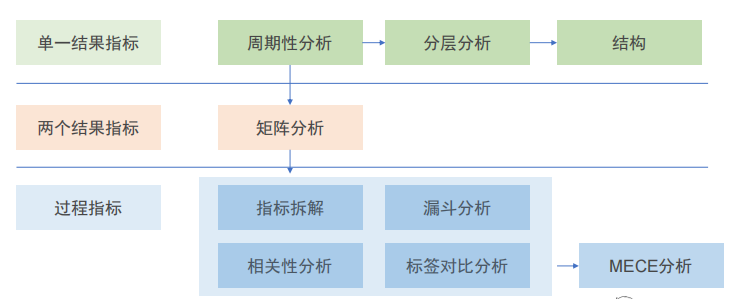 单一结果指标
周期性分析
分层分析
结构
两个结果指标
矩阵分析
过程指标
指标拆解
漏斗分析
相关性分析
标签对比分析
MECE分析